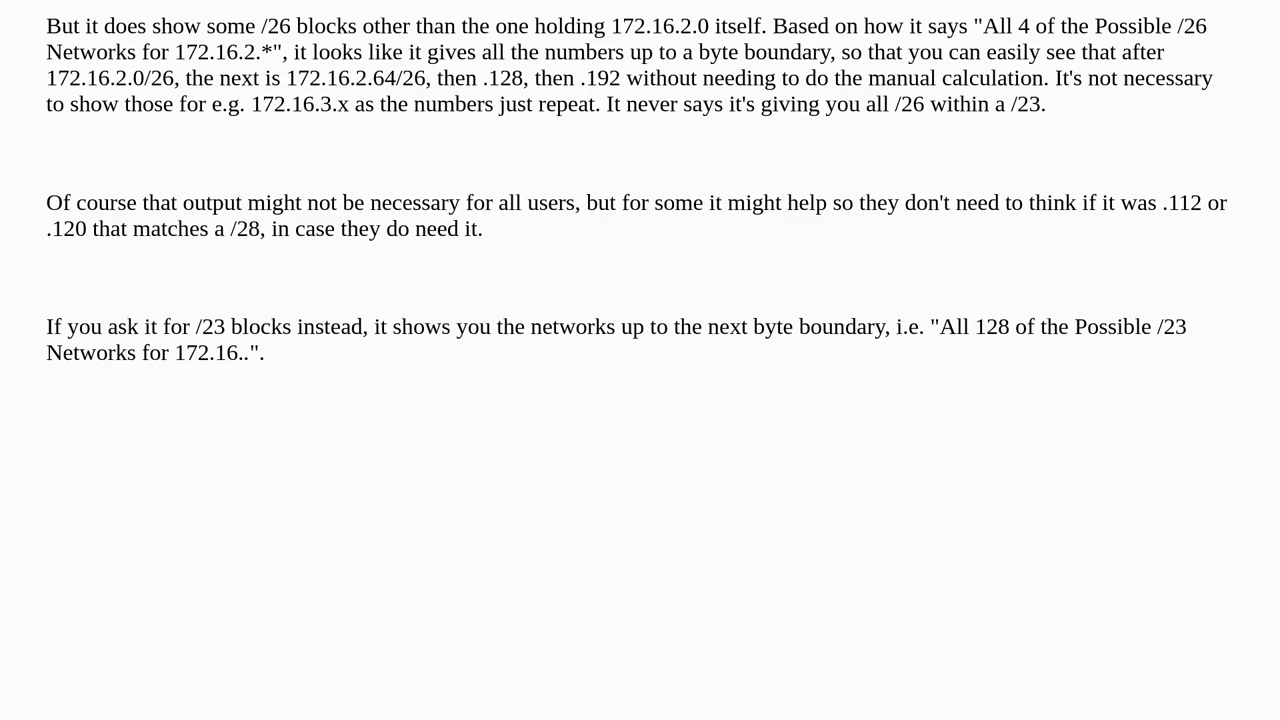 But it does show some /26 blocks other than the one holding 172.16.2.0 itself. Based on how it says "All 4 of the Possible /26
Networks for 172.16.2.*", it looks like it gives all the numbers up to a byte boundary, so that you can easily see that after
172.16.2.0/26, the next is 172.16.2.64/26, then .128, then .192 without needing to do the manual calculation. It's not necessary
to show those for e.g. 172.16.3.x as the numbers just repeat. It never says it's giving you all /26 within a /23.
Of course that output might not be necessary for all users, but for some it might help so they don't need to think if it was .112 or
.120 that matches a /28, in case they do need it.
If you ask it for /23 blocks instead, it shows you the networks up to the next byte boundary, i.e. "All 128 of the Possible /23
Networks for 172.16..".